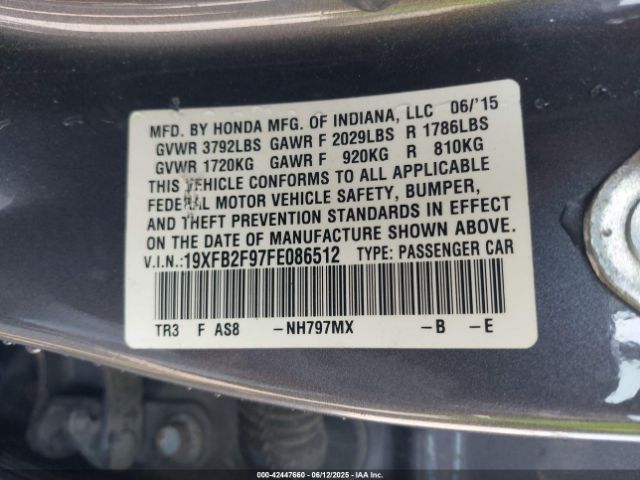 MFD. BY HONDA MFG. OF INDIANA, LLC 06/'15
GVWR 3792LBS GAWR F 2029LBS R 1786LBS
GVWR 1720KG GAWR F 920KG R 810KG
THIS VEHICLE CONFORMS TO ALL APPLICABLE
FEDERAL MOTOR VEHICLE SAFETY, BUMPER,
AND THEFT PREVENTION STANDARDS IN EFFECT
ON THE DATE OF MANUFACTURE SHOWN ABOVE.
V.I.N.:19XFB2F97FE086512 TYPE: PASSENGER CAR
TR3 F AS8 -NH797MX -B -E
000-42447660 - 06/12/2025 - IAA Inc.